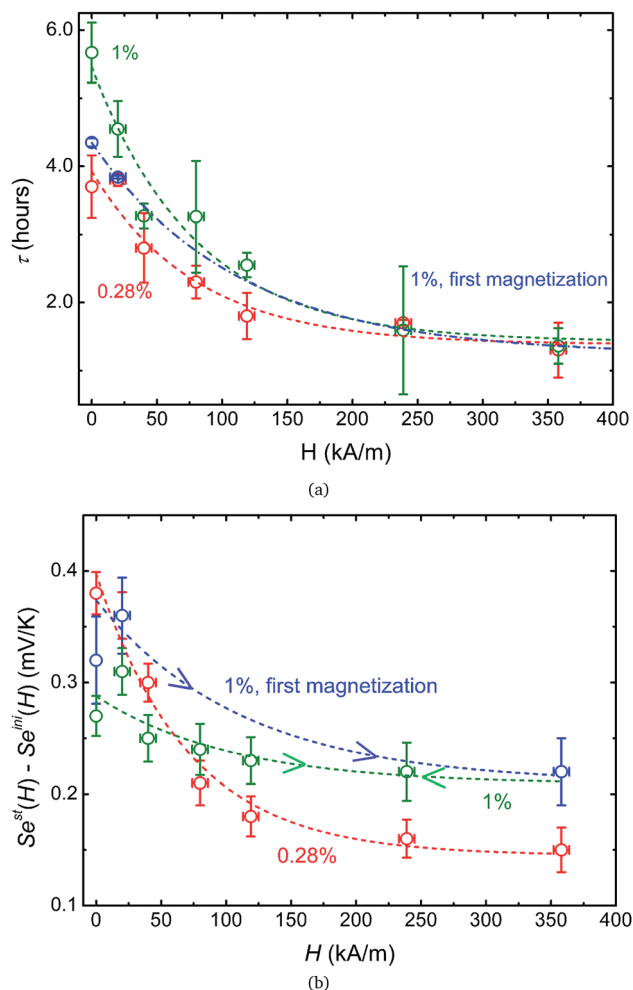 6.0
4.0
2.0
τ (hours)
1%
0.28%
1%, first magnetization
0 50 100 150 200 250 300 350 400
H (kA/m)
(a)
0.4
0.3
0.2
0.1
Se^st(H) - Se^ini(H) (mV/K)
1%, first magnetization
1%
0.28%
0 50 100 150 200 250 300 350 400
H (kA/m)
(b)